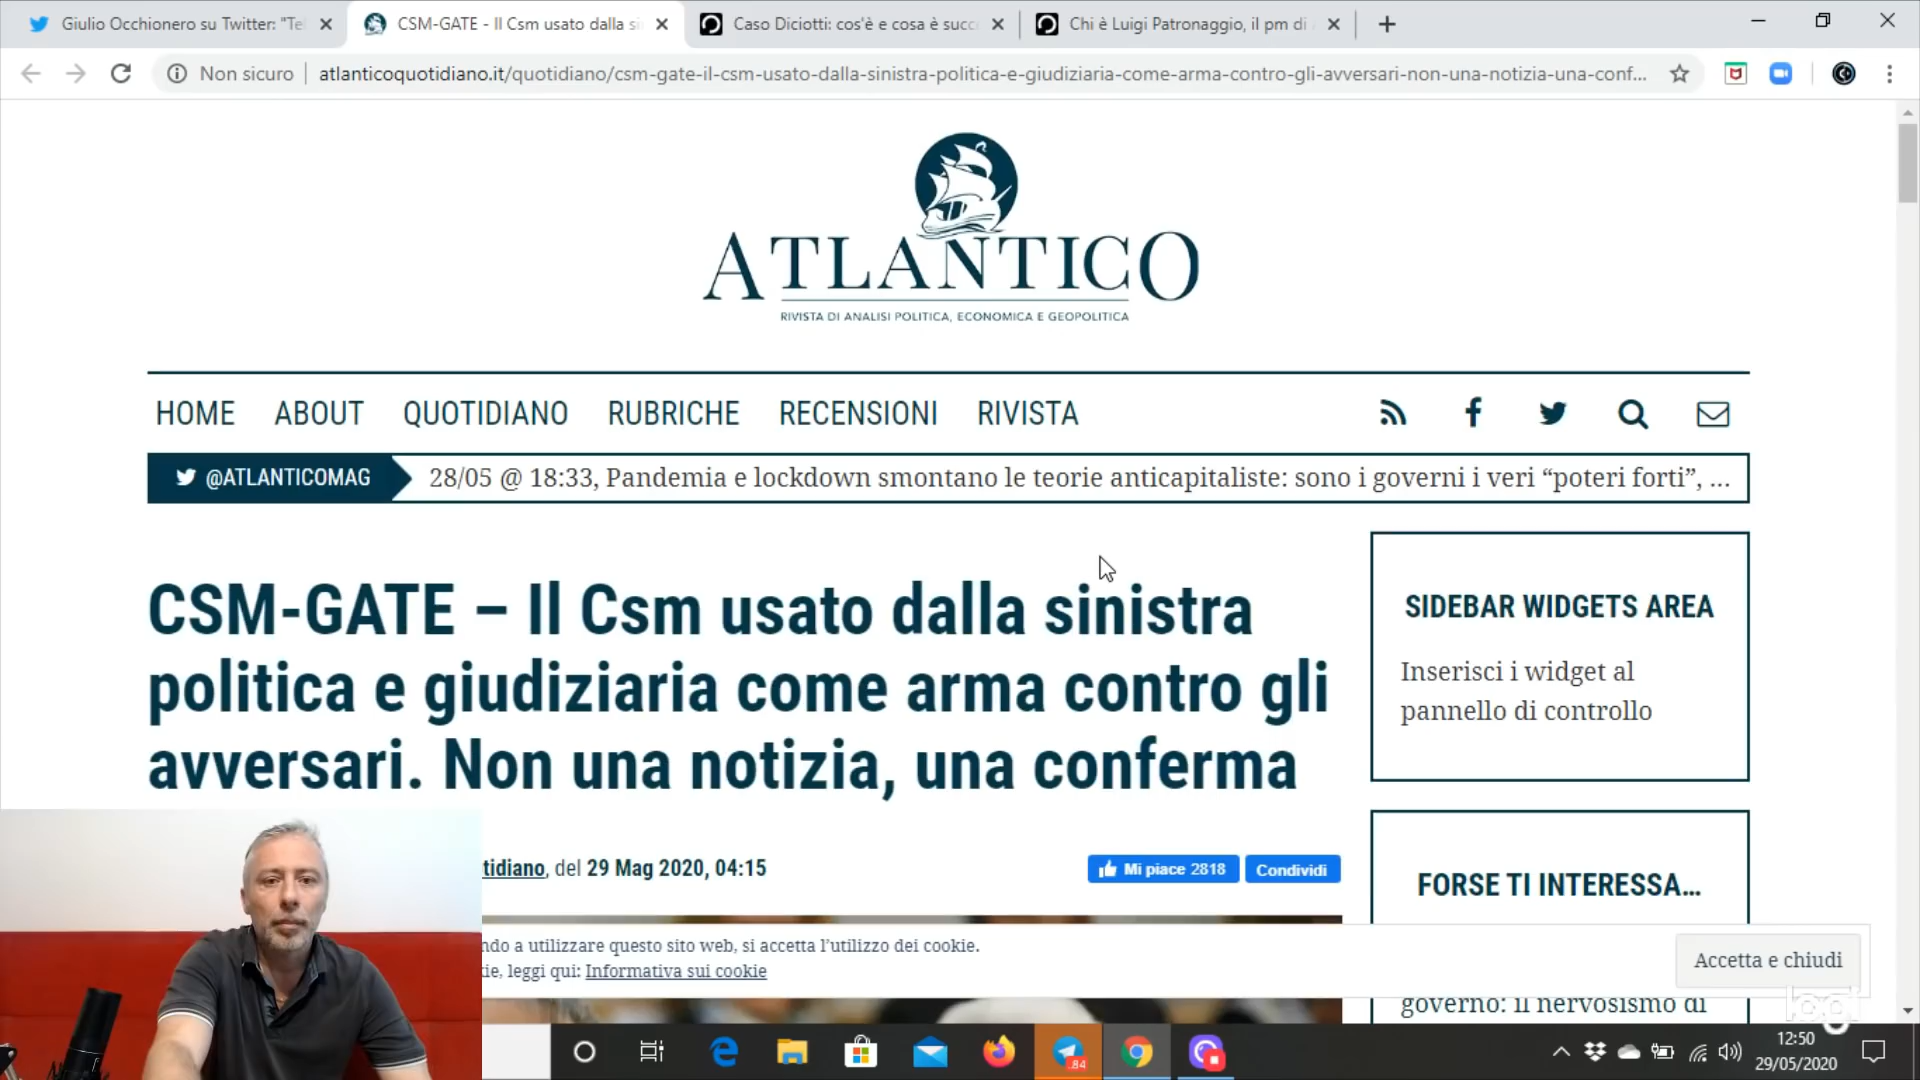 Giulio Occhionero su Twitter: "Te
CSM-GATE - Il Csm usato dalla si
Caso Diciotti: cos'è e cosa è succ
Chi è Luigi Patronaggio, il pm di
Non sicuro
atlanticoquotidiano.it/quotidiano/csm-gate-il-csm-usato-dalla-sinistra-politica-e-giudiziaria-come-arma-contro-gli-avversari-non-una-notizia-una-conf...
ATLANTICO
RIVISTA DI ANALISI POLITICA, ECONOMICA E GEOPOLITICA
HOME ABOUT QUOTIDIANO RUBRICHE RECENSIONI RIVISTA
@ATLANTICOMAG
28/05 @ 18:33, Pandemia e lockdown smontano le teorie anticapitaliste: sono i governi i veri “poteri forti”, ...
CSM-GATE – Il Csm usato dalla sinistra
politica e giudiziaria come arma contro gli
avversari. Non una notizia, una conferma
tidiano, del 29 Mag 2020, 04:15
Mi piace 2818
Condividi
SIDEBAR WIDGETS AREA
Inserisci i widget al
pannello di controllo
FORSE TI INTERESSA...
governo: il nervosismo di
ndo a utilizzare questo sito web, si accetta l’utilizzo dei cookie.
kie, leggi qui: Informativa sui cookie
Accetta e chiudi
logi
84
12:50
29/05/2020